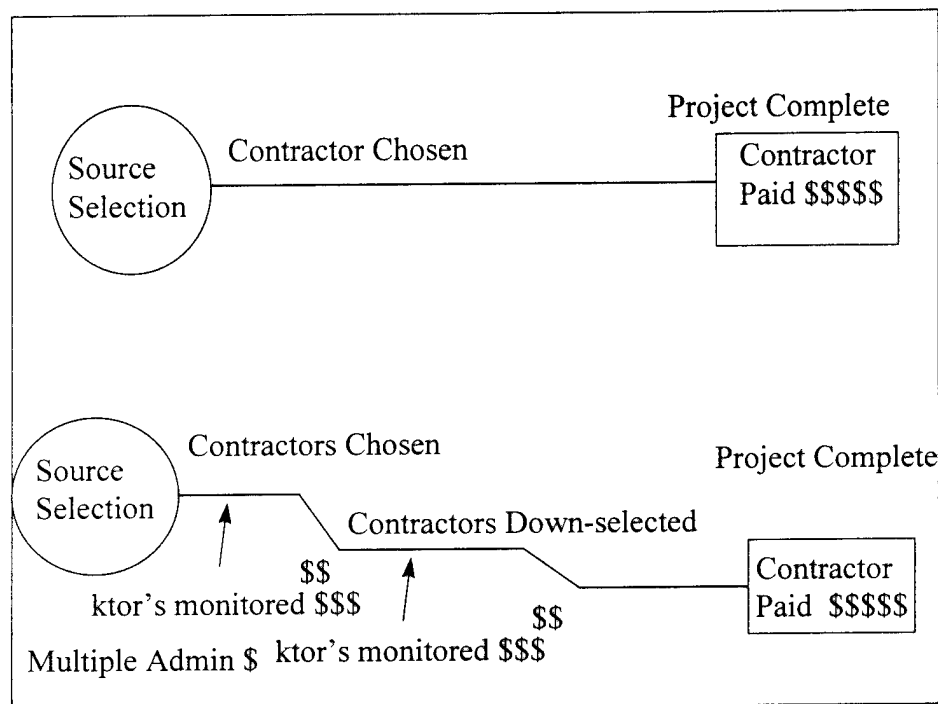 Project Complete
Source
Selection
Contractor Chosen
Contractor
Paid $$$$$
Contractors Chosen
Project Complete
Source
Selection
Contractors Down-selected
$$
ktor's monitored $$$
Contractor
Paid $$$$$
$$
Multiple Admin $
ktor's monitored $$$